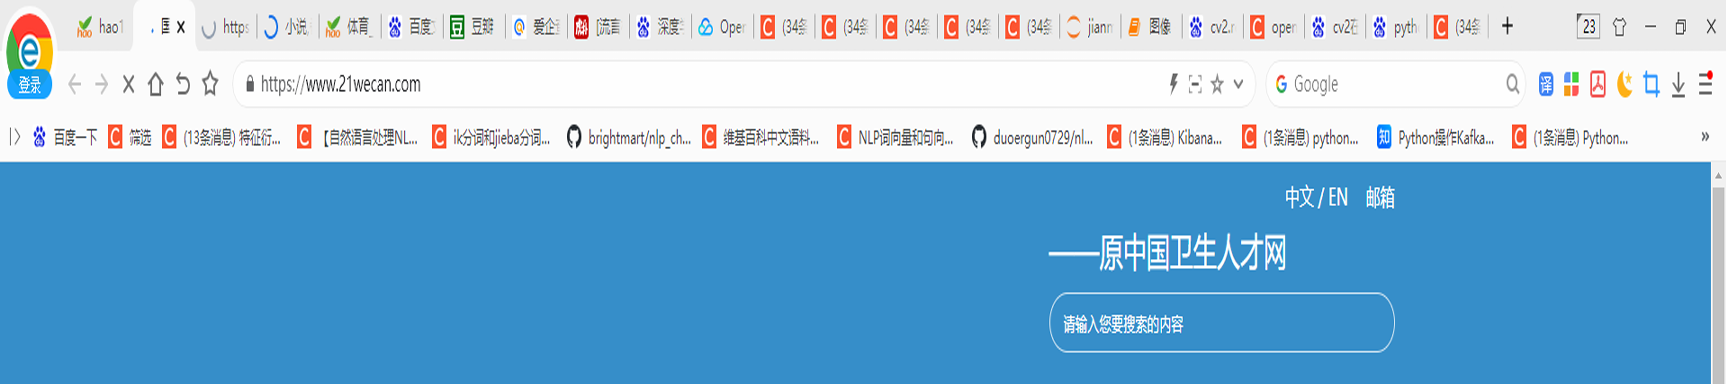 hao1 https 小说, 体育_ 百度 豆瓣 爱企 [流言 深度 Oper (34条 (34条 (34条 (34条 (34条 jiann 图像 cv2.r open cv2在 pyth (34条 23
登录 https://www.21wecan.com Google 译
百度一下 筛选 (13条消息) 特征衍... 【自然语言处理NL... ik分词和jieba分词... brightmart/nlp_ch... 维基百科中文语料... NLP词向量和句向... duoergun0729/nl... (1条消息) Kibana... (1条消息) python... 知 Python操作Kafka... (1条消息) Python... »
中文 / EN 邮箱
——原中国卫生人才网
请输入您要搜索的内容